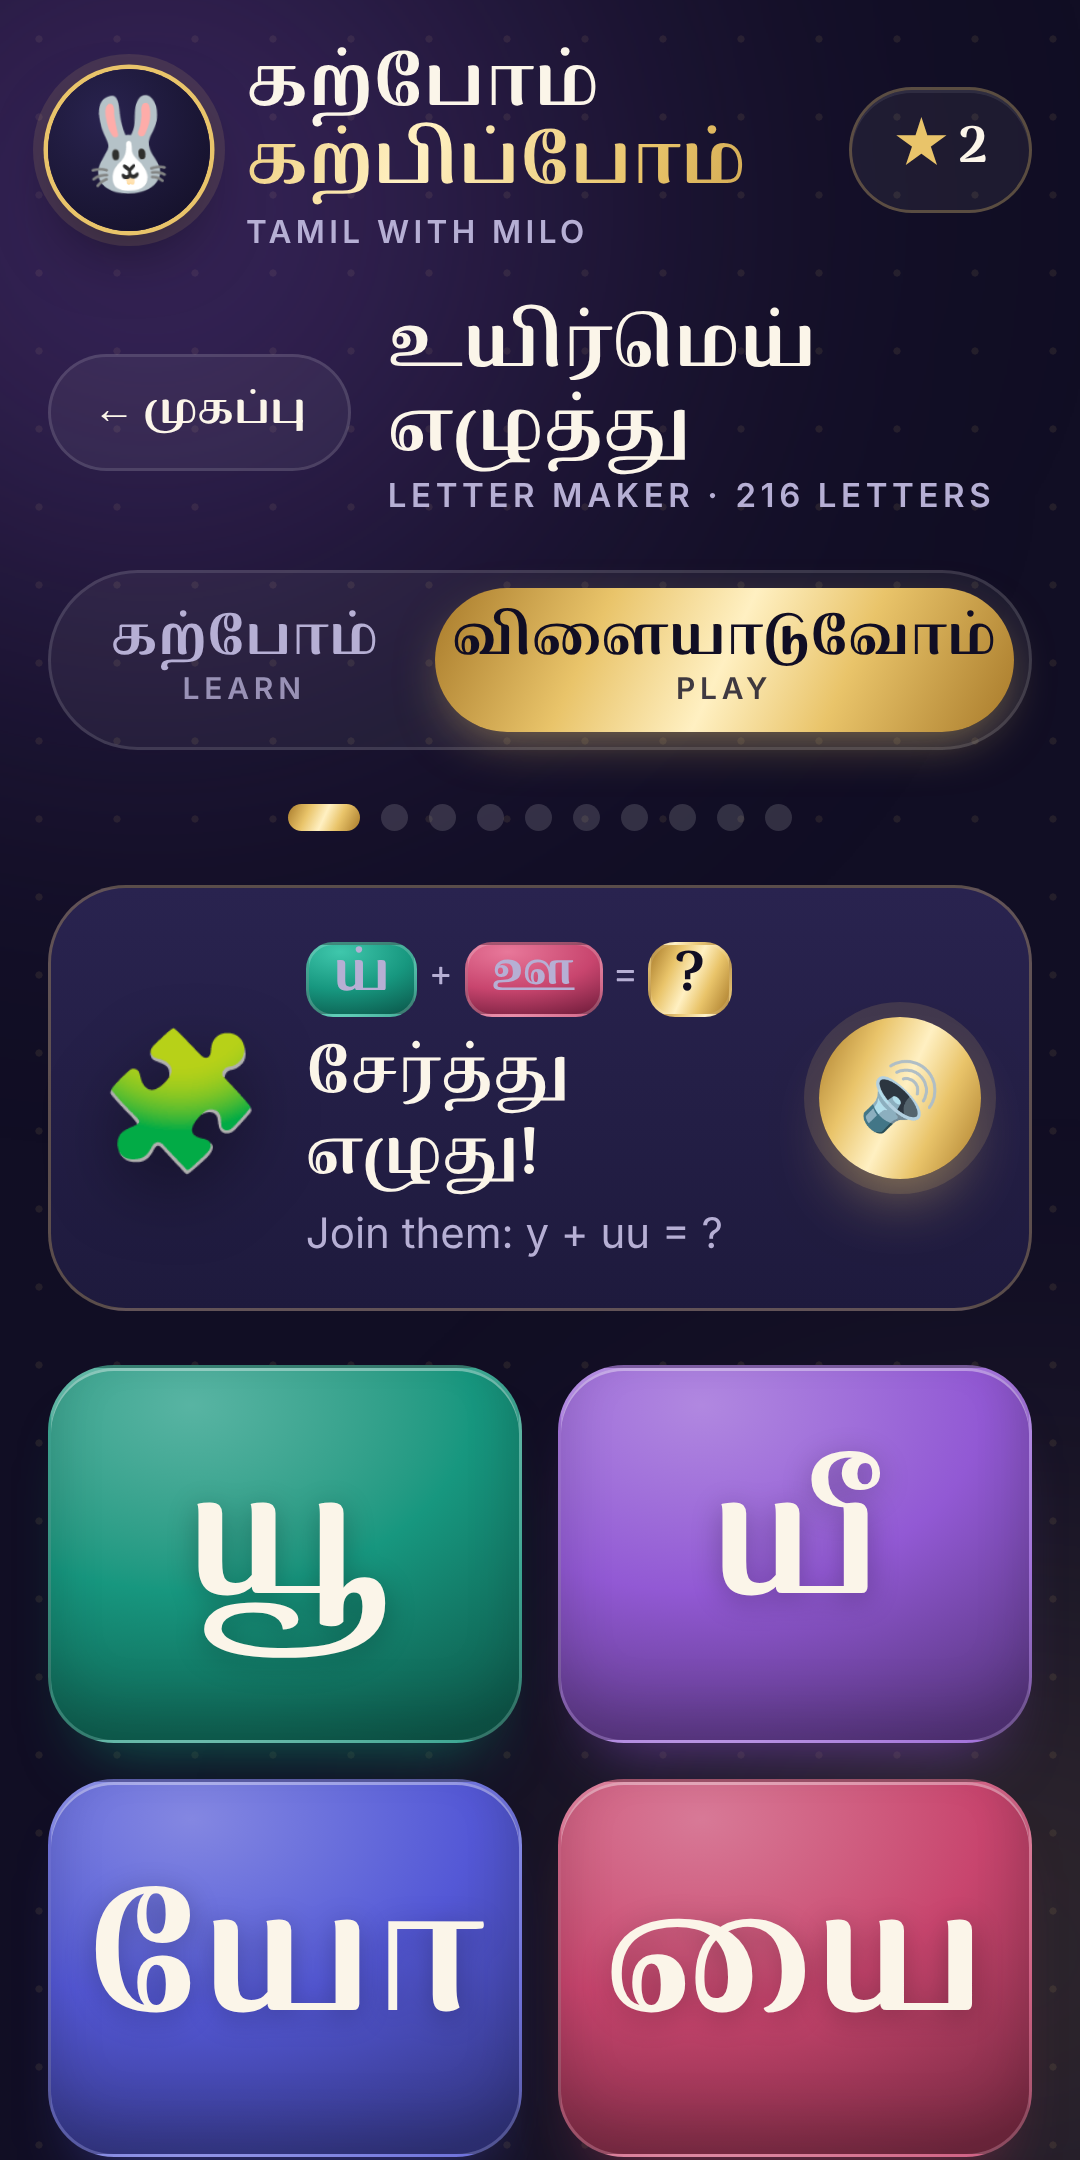 கற்போம்
கற்பிப்போம்
TAMIL WITH MILO
★ 2
← முகப்பு
உயிர்மெய்
எழுத்து
LETTER MAKER · 216 LETTERS
கற்போம்
LEARN
விளையாடுவோம்
PLAY
ய் + ஊ = ?
சேர்த்து
எழுது!
Join them: y + uu = ?
யூ
யீ
யோ
யை